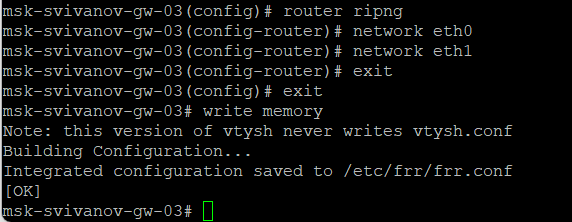 msk-svivanov-gw-03(config)# router ripng
msk-svivanov-gw-03(config-router)# network eth0
msk-svivanov-gw-03(config-router)# network eth1
msk-svivanov-gw-03(config-router)# exit
msk-svivanov-gw-03(config)# exit
msk-svivanov-gw-03# write memory
Note: this version of vtysh never writes vtysh.conf
Building Configuration...
Integrated configuration saved to /etc/frr/frr.conf
[OK]
msk-svivanov-gw-03#